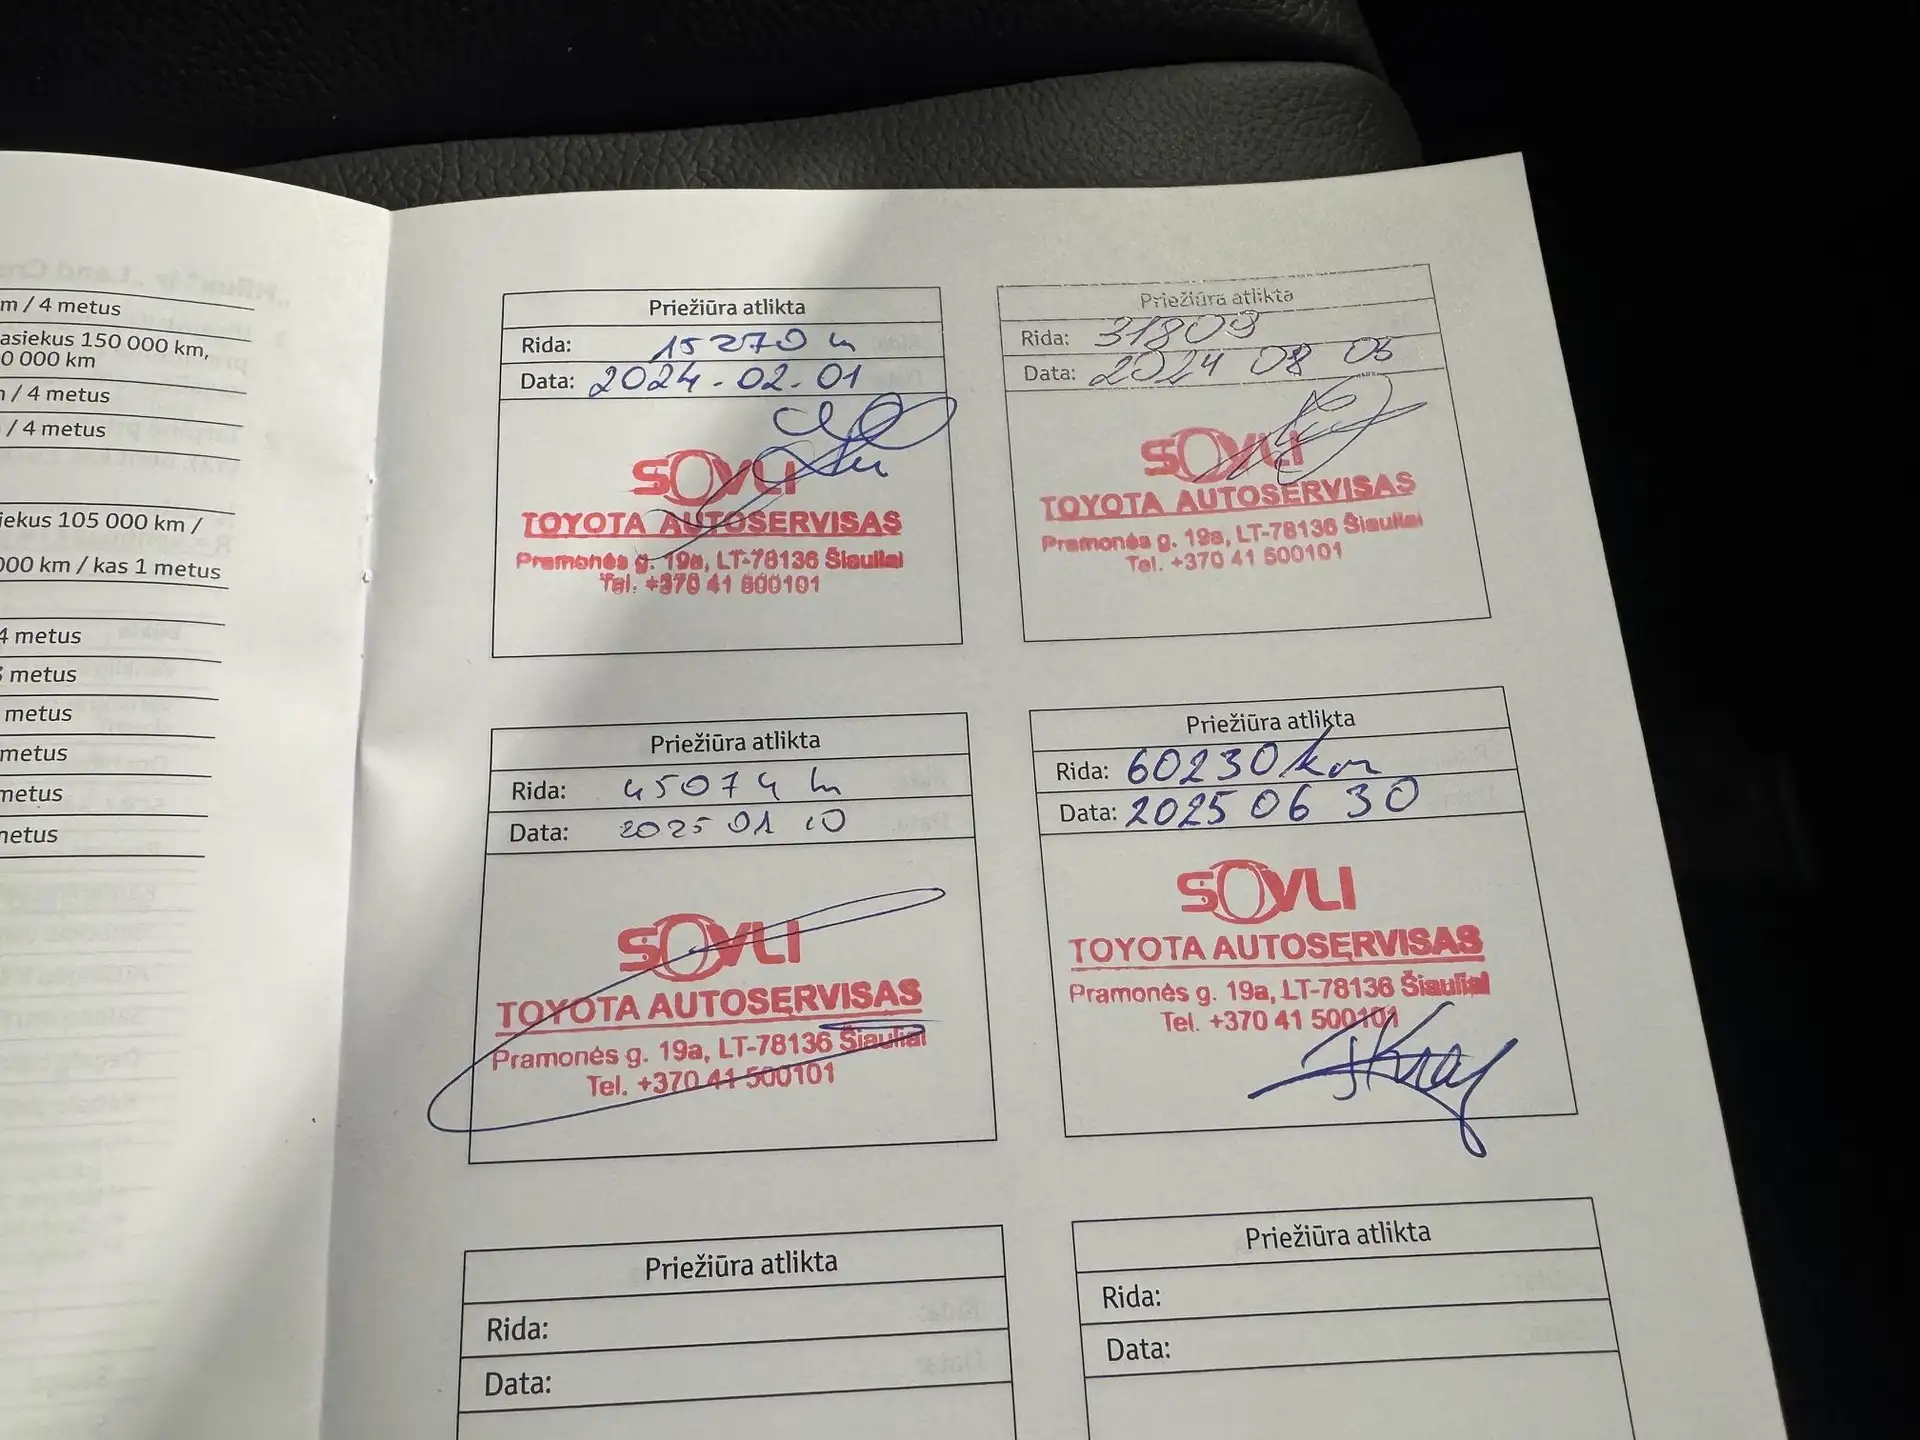 m / 4 metus
asiekus 150 000 km,
0 000 km
/ 4 metus
/ 4 metus
iekus 105 000 km /
000 km / kas 1 metus
4 metus
metus
metus
metus
metus
metus
Priežiūra atlikta
Rida: 15270
Data: 2024-02-01
SOVLI
TOYOTA AUTOSERVISAS
Pramonės g. 19a, LT-78136 Šiauliai
Tel. +370 41 500101
Priežiūra atlikta
Rida: 31809
Data: 2024 08 05
SOVLI
TOYOTA AUTOSERVISAS
Pramonės g. 19a, LT-78136 Šiauliai
Tel. +370 41 500101
Priežiūra atlikta
Rida: 45074
Data: 2025 01 10
SOVLI
TOYOTA AUTOSERVISAS
Pramonės g. 19a, LT-78136 Šiauliai
Tel. +370 41 500101
Priežiūra atlikta
Rida: 60230 km
Data: 2025 06 30
SOVLI
TOYOTA AUTOSERVISAS
Pramonės g. 19a, LT-78136 Šiauliai
Tel. +370 41 500101
Priežiūra atlikta
Rida:
Data:
Priežiūra atlikta
Rida:
Data: